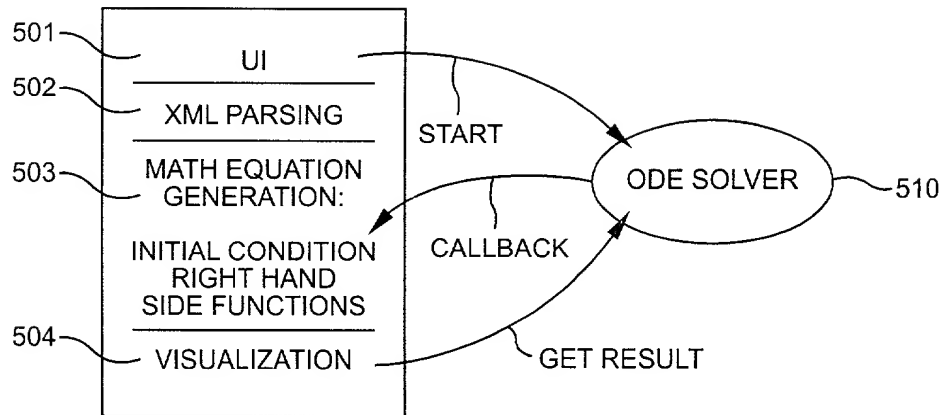 501
UI
502
XML PARSING
START
503
MATH EQUATION
GENERATION:
ODE SOLVER
510
CALLBACK
INITIAL CONDITION
RIGHT HAND
SIDE FUNCTIONS
504
VISUALIZATION
GET RESULT